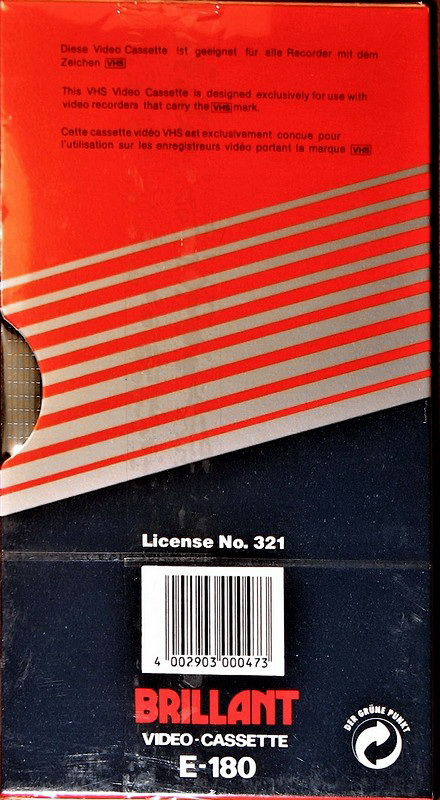 Diese Video Cassette ist geeignet für alle Recorder mit dem
Zeichen VHS
This VHS Video Cassette is designed exclusively for use with
video recorders that carry the VHS mark.
Cette cassette vidéo VHS est exclusivement concue pour
l'utilisation sur les enregistreurs vidéo portant la marque VHS
License No. 321
4 002903 000473
BRILLANT
VIDEO-CASSETTE
E-180
DER GRÜNE PUNKT